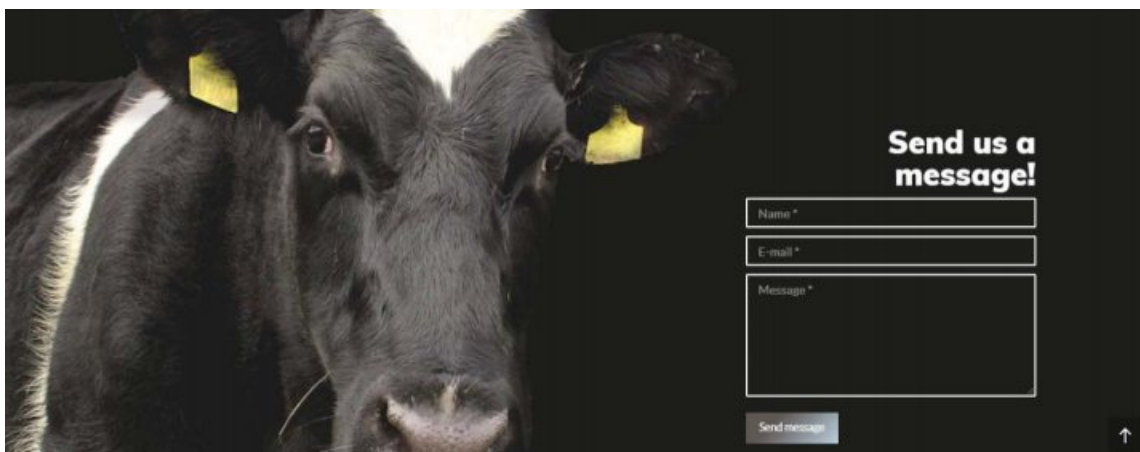 Send us a
message!
Name *
E-mail *
Message *
Send message